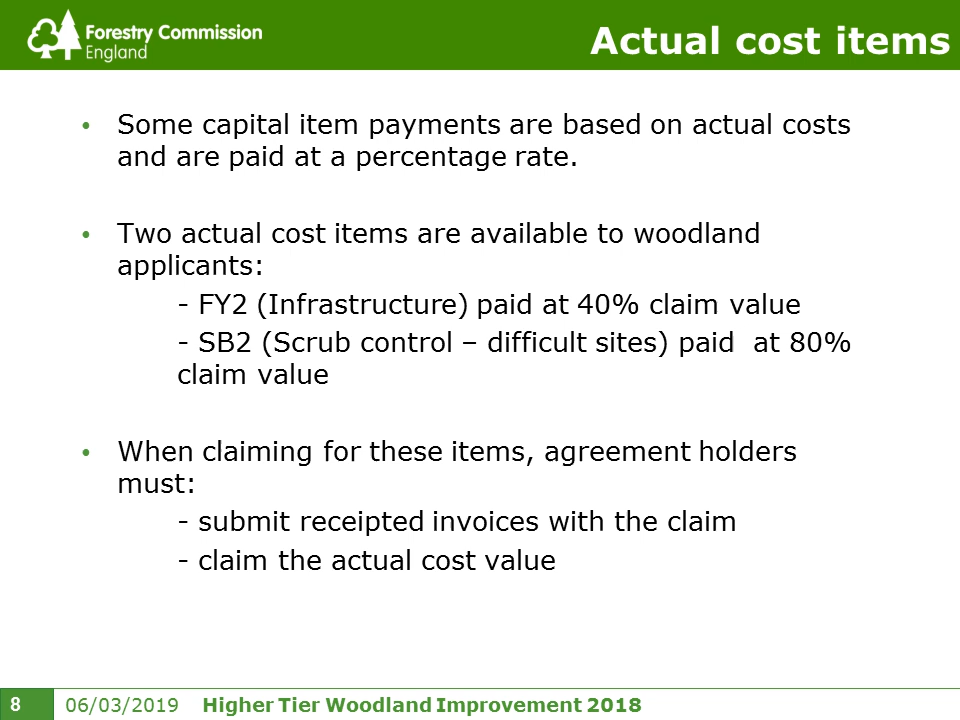 Forestry Commission
England
Actual cost items
• Some capital item payments are based on actual costs
and are paid at a percentage rate.
• Two actual cost items are available to woodland
applicants:
- FY2 (Infrastructure) paid at 40% claim value
- SB2 (Scrub control – difficult sites) paid  at 80%
claim value
• When claiming for these items, agreement holders
must:
- submit receipted invoices with the claim
- claim the actual cost value
8 06/03/2019 Higher Tier Woodland Improvement 2018